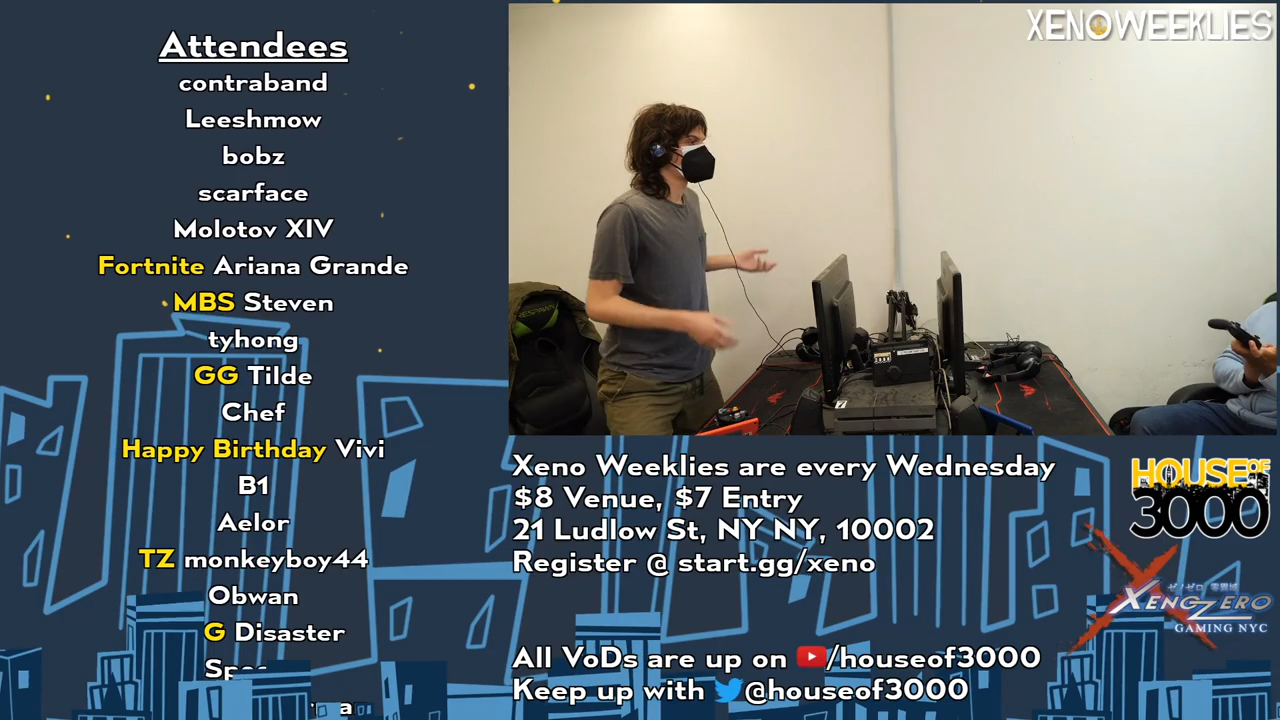 Attendees
contraband
Leeshmow
bobz
scarface
Molotov XIV
Fortnite Ariana Grande
MBS Steven
tyhong
GG Tilde
Chef
Happy Birthday Vivi
B1
Aelor
TZ monkeyboy44
Obwan
G Disaster
XENOWEEKLIES
RESPAWN
Xeno Weeklies are every Wednesday
$8 Venue, $7 Entry
21 Ludlow St, NY NY, 10002
Register @ start.gg/xeno
All VoDs are up on /houseof3000
Keep up with @houseof3000
HOUSE OF
3000
XENOZERO
GAMING NYC